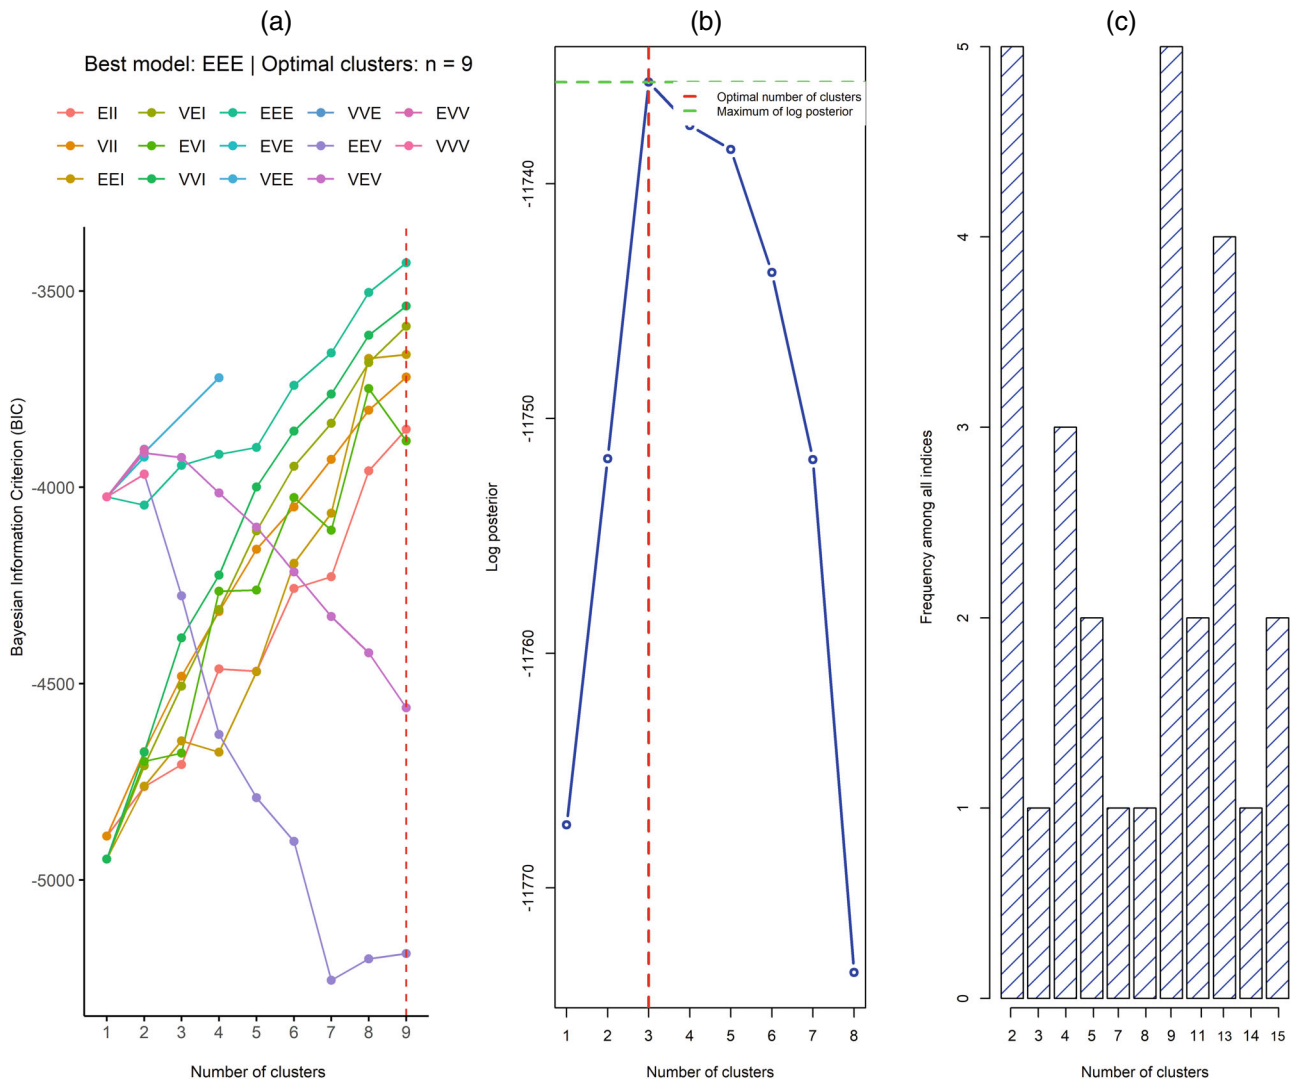 (a)
Best model: EEE | Optimal clusters: n = 9
EII VEI EEE VVE EVV
VII EVI EVE EEV VVV
EEI VVI VEE VEV
Bayesian Information Criterion (BIC)
-3500
-4000
-4500
-5000
1 2 3 4 5 6 7 8 9
Number of clusters
(b)
Optimal number of clusters
Maximum of log posterior
Log posterior
-11740
-11750
-11760
-11770
1 2 3 4 5 6 7 8
Number of clusters
(c)
Frequency among all indices
5
4
3
2
1
0
2 3 4 5 7 8 9 11 13 14 15
Number of clusters